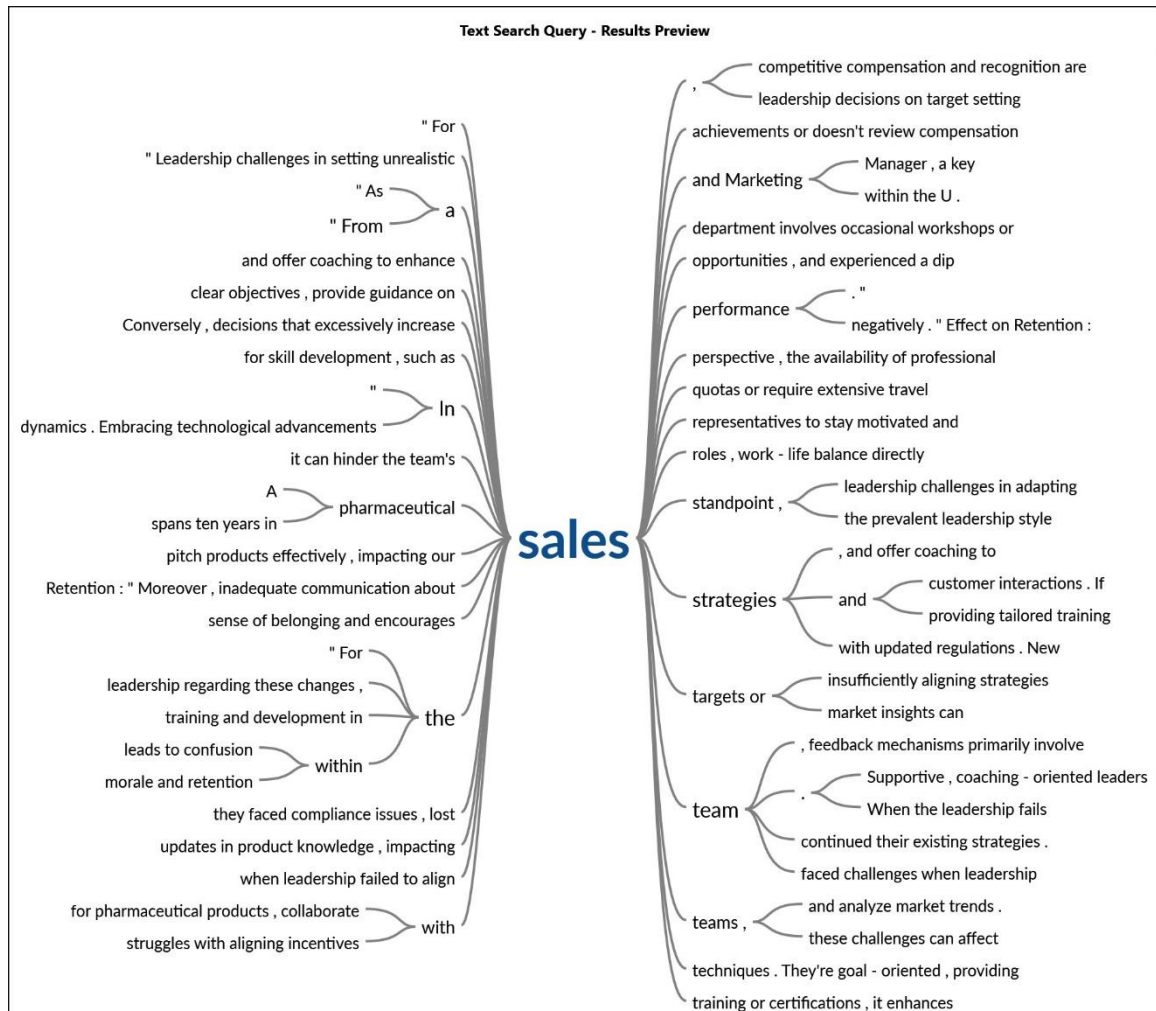 Text Search Query - Results Preview
" For
" Leadership challenges in setting unrealistic
" As
" From
a
and offer coaching to enhance
clear objectives , provide guidance on
Conversely , decisions that excessively increase
for skill development , such as
"
dynamics . Embracing technological advancements
In
it can hinder the team's
A
spans ten years in
pharmaceutical
pitch products effectively , impacting our
Retention : " Moreover , inadequate communication about
sense of belonging and encourages
" For
leadership regarding these changes ,
training and development in
leads to confusion
morale and retention
within
the
they faced compliance issues , lost
updates in product knowledge , impacting
when leadership failed to align
for pharmaceutical products , collaborate
struggles with aligning incentives
with
sales
,
competitive compensation and recognition are
leadership decisions on target setting
achievements or doesn't review compensation
and Marketing
Manager , a key
within the U .
department involves occasional workshops or
opportunities , and experienced a dip
performance
. "
negatively . " Effect on Retention :
perspective , the availability of professional
quotas or require extensive travel
representatives to stay motivated and
roles , work - life balance directly
standpoint ,
leadership challenges in adapting
the prevalent leadership style
strategies
, and offer coaching to
and
customer interactions . If
providing tailored training
with updated regulations . New
targets or
insufficiently aligning strategies
market insights can
team
, feedback mechanisms primarily involve
.
Supportive , coaching - oriented leaders
When the leadership fails
continued their existing strategies .
faced challenges when leadership
teams ,
and analyze market trends .
these challenges can affect
techniques . They're goal - oriented , providing
training or certifications , it enhances